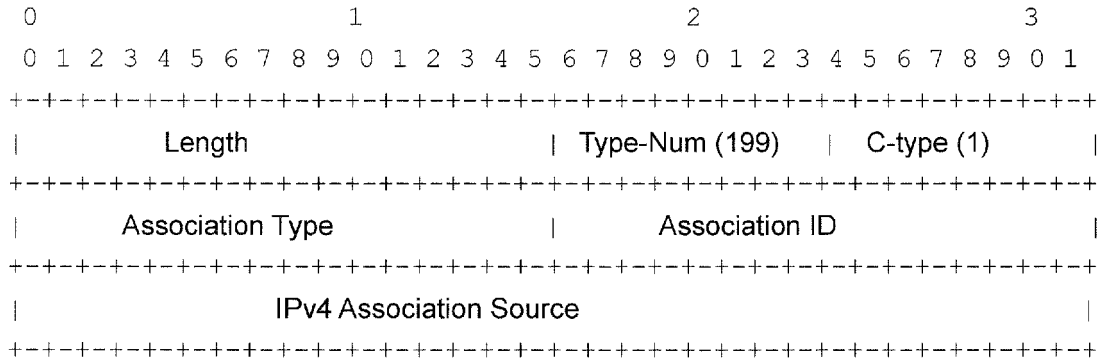 0 1 2 3
0 1 2 3 4 5 6 7 8 9 0 1 2 3 4 5 6 7 8 9 0 1 2 3 4 5 6 7 8 9 0 1
+-+-+-+-+-+-+-+-+-+-+-+-+-+-+-+-+-+-+-+-+-+-+-+-+-+-+-+-+-+-+-+-+
| Length | Type-Num (199) | C-type (1) |
+-+-+-+-+-+-+-+-+-+-+-+-+-+-+-+-+-+-+-+-+-+-+-+-+-+-+-+-+-+-+-+-+
| Association Type | Association ID |
+-+-+-+-+-+-+-+-+-+-+-+-+-+-+-+-+-+-+-+-+-+-+-+-+-+-+-+-+-+-+-+-+
| IPv4 Association Source |
+-+-+-+-+-+-+-+-+-+-+-+-+-+-+-+-+-+-+-+-+-+-+-+-+-+-+-+-+-+-+-+-+